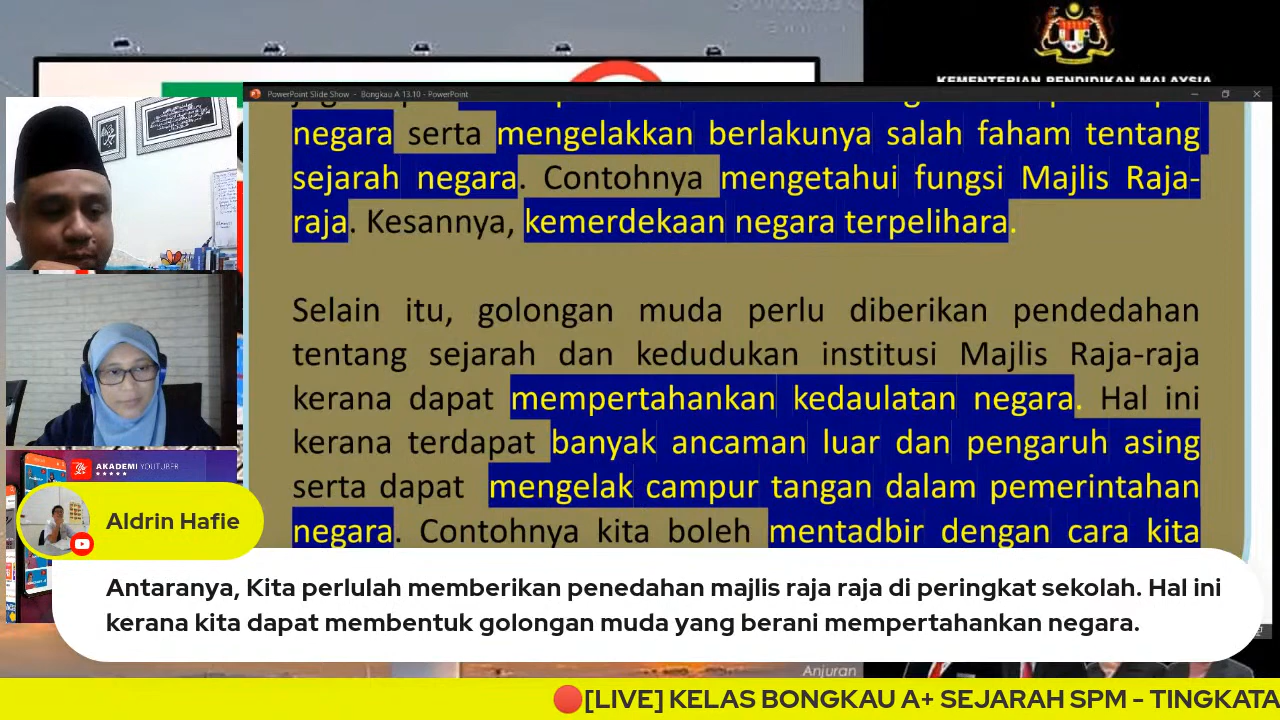 KEMENTERIAN PENDIDIKAN MALAYSIA
PowerPoint Slide Show - Bongkau A 13.10 - PowerPoint
negara serta mengelakkan berlakunya salah faham tentang
sejarah negara. Contohnya mengetahui fungsi Majlis Raja-
raja. Kesannya, kemerdekaan negara terpelihara.
Selain itu, golongan muda perlu diberikan pendedahan
tentang sejarah dan kedudukan institusi Majlis Raja-raja
kerana dapat mempertahankan kedaulatan negara. Hal ini
kerana terdapat banyak ancaman luar dan pengaruh asing
serta dapat mengelak campur tangan dalam pemerintahan
negara. Contohnya kita boleh mentadbir dengan cara kita
AKADEMI YOUTUBER
Aldrin Hafie
Antaranya, Kita perlulah memberikan penedahan majlis raja raja di peringkat sekolah. Hal ini
kerana kita dapat membentuk golongan muda yang berani mempertahankan negara.
Anjuran
[LIVE] KELAS BONGKAU A+ SEJARAH SPM - TINGKATA